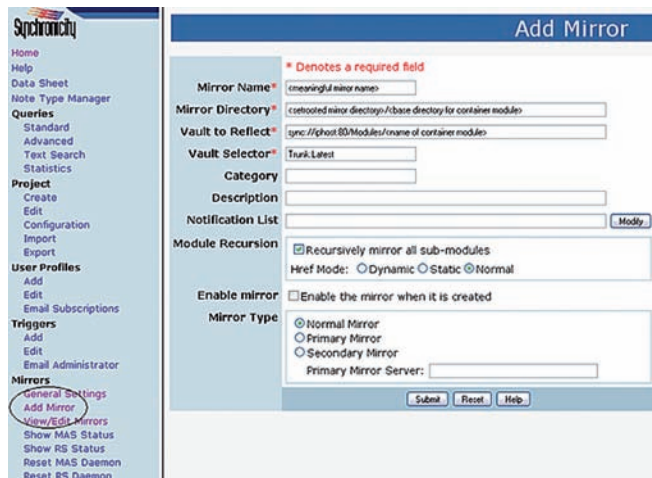 Synchronicity
Home
Help
Data Sheet
Note Type Manager
Queries
Standard
Advanced
Text Search
Statistics
Project
Create
Edit
Configuration
Import
Export
User Profiles
Add
Edit
Email Subscriptions
Triggers
Add
Edit
Email Administrator
Mirrors
General Settings
Add Mirror
View/Edit Mirrors
Show MAS Status
Show RS Status
Reset MAS Daemon
Reset RS Daemon
Add Mirror
* Denotes a required field
Mirror Name* <meaningful mirror name>
Mirror Directory* <setrooted mirror directory>/<base directory for container module>
Vault to Reflect* sync://iphost:80/Modules/<name of container module>
Vault Selector* Trunk:Latest
Category
Description
Notification List Modify
Module Recursion Recursively mirror all sub-modules
Href Mode: Dynamic Static Normal
Enable mirror Enable the mirror when it is created
Mirror Type Normal Mirror
Primary Mirror
Secondary Mirror
Primary Mirror Server:
Submit Reset Help